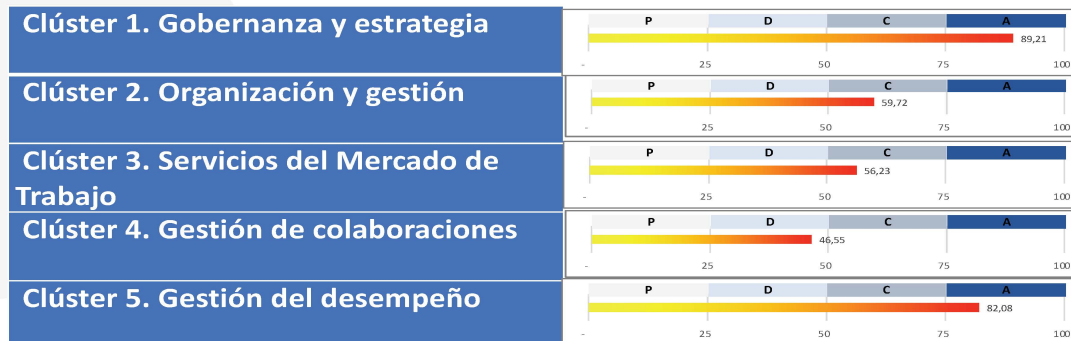 Clúster 1. Gobernanza y estrategia
P D C A
89,21
- 25 50 75 100
Clúster 2. Organización y gestión
P D C A
59,72
- 25 50 75 100
Clúster 3. Servicios del Mercado de
Trabajo
P D C A
56,23
- 25 50 75 100
Clúster 4. Gestión de colaboraciones
P D C A
46,55
- 25 50 75 100
Clúster 5. Gestión del desempeño
P D C A
82,08
- 25 50 75 100